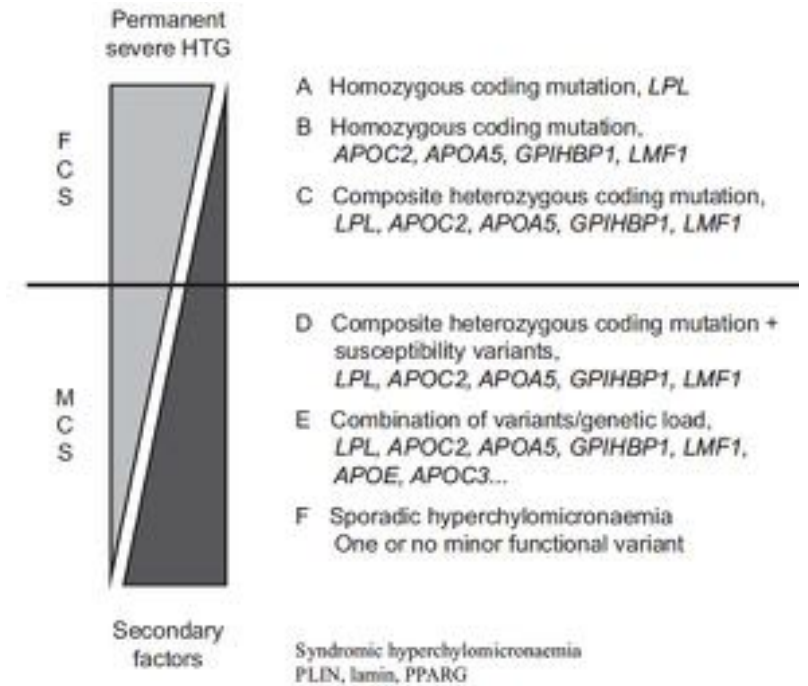 Permanent
severe HTG
F
C
S
A Homozygous coding mutation, LPL
B Homozygous coding mutation,
APOC2, APOA5, GPIHBP1, LMF1
C Composite heterozygous coding mutation,
LPL, APOC2, APOA5, GPIHBP1, LMF1
M
C
S
D Composite heterozygous coding mutation +
susceptibility variants,
LPL, APOC2, APOA5, GPIHBP1, LMF1
E Combination of variants/genetic load,
LPL, APOC2, APOA5, GPIHBP1, LMF1,
APOE, APOC3...
F Sporadic hyperchylomicronaemia
One or no minor functional variant
Secondary
factors
Syndromic hyperchylomicronaemia
PLIN, lamin, PPARG